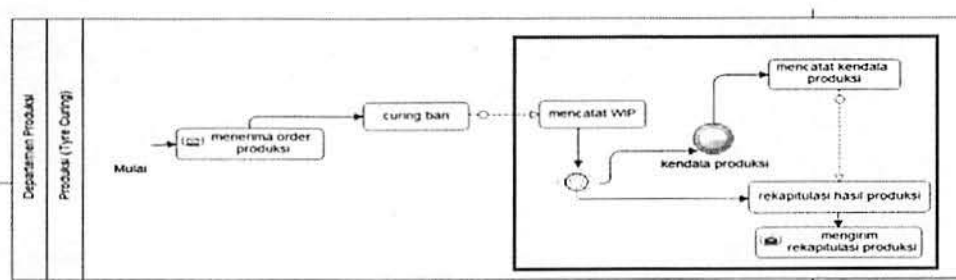 Departemen Produksi
Produksi (Tyre Curing)
Mulai
menerima order
produksi
curing ban
mencatat WIP
kendala produksi
mencatat kendala
produksi
rekapitulasi hasil produksi
mengirim
rekapitulasi produksi